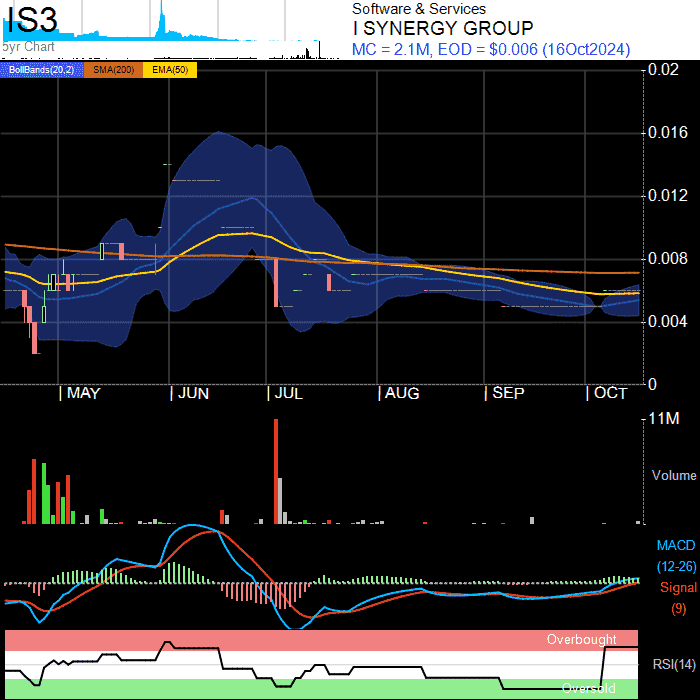 IS3
5yr Chart
Software & Services
I SYNERGY GROUP
MC = 2.1M, EOD = $0.006 (16Oct2024)
BollBands(20,2) SMA(200) EMA(50)
0.02
0.016
0.012
0.008
0.004
0
MAY JUN JUL AUG SEP OCT
11M
Volume
MACD
(12-26)
Signal
(9)
Overbought
RSI(14)
Oversold